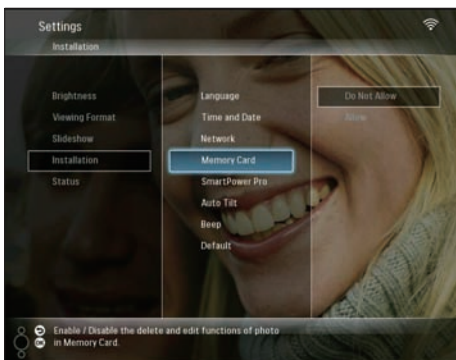 Settings
Installation
Brightness
Viewing Format
Slideshow
Installation
Status
Language
Time and Date
Network
Memory Card
SmartPower Pro
Auto Tilt
Beep
Default
Do Not Allow
Allow
Enable / Disable the delete and edit functions of photo
in Memory Card.
OK